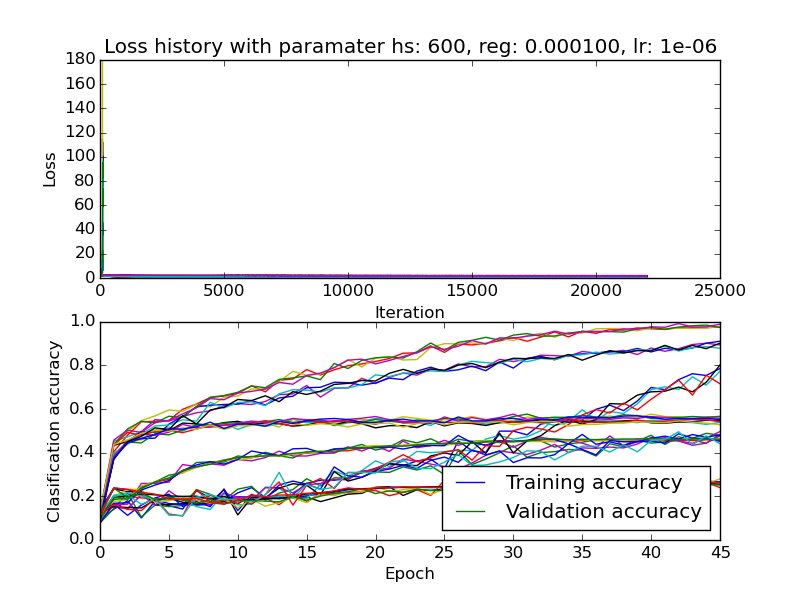 Loss history with paramater hs: 600, reg: 0.000100, lr: 1e-06
180
160
140
120
100
80
60
40
20
0
Loss
0 5000 10000 15000 20000 25000
Iteration
1.0
0.8
0.6
0.4
0.2
0.0
Clasification accuracy
Training accuracy
Validation accuracy
0 5 10 15 20 25 30 35 40 45
Epoch